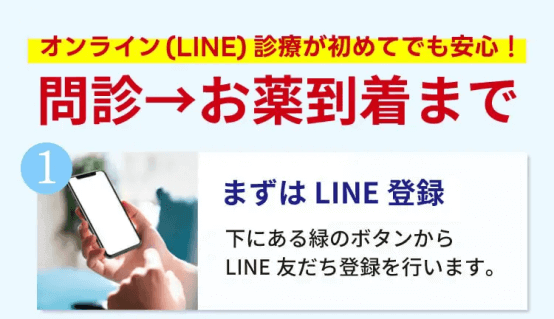 オンライン(LINE)診療が初めてでも安心！
問診→お薬到着まで
1
まずは LINE 登録
下にある緑のボタンから
LINE 友だち登録を行います。